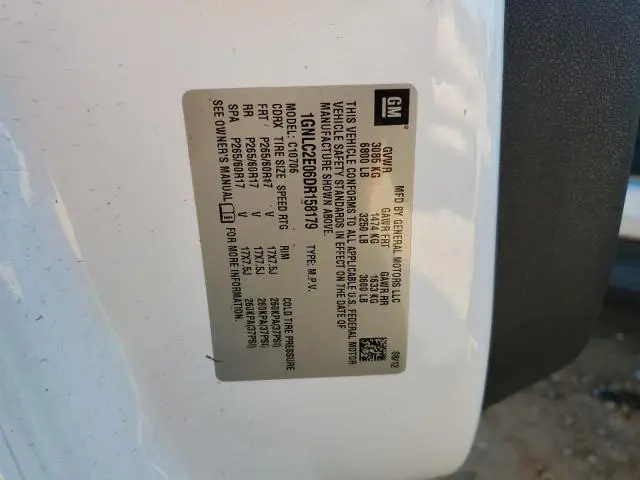 GM
MFD BY GENERAL MOTORS LLC
08/12
GVWR GAWR FRT GAWR RR
3085 KG 1474 KG 1633 KG
6800 LB 3250 LB 3600 LB
THIS VEHICLE CONFORMS TO ALL APPLICABLE U.S. FEDERAL MOTOR
VEHICLE SAFETY STANDARDS IN EFFECT ON THE DATE OF
MANUFACTURE SHOWN ABOVE.
1GNLC2E06DR158179 TYPE: M.P.V.
MODEL: C10706
CDRX TIRE SIZE SPEED RTG RIM COLD TIRE PRESSURE
FRT P265/60R17 V 17X7.5J 260KPA(37PSI)
RR P265/60R17 V 17X7.5J 260KPA(37PSI)
SPA P265/60R17 V 17X7.5J 260KPA(37PSI)
SEE OWNER'S MANUAL FOR MORE INFORMATION.